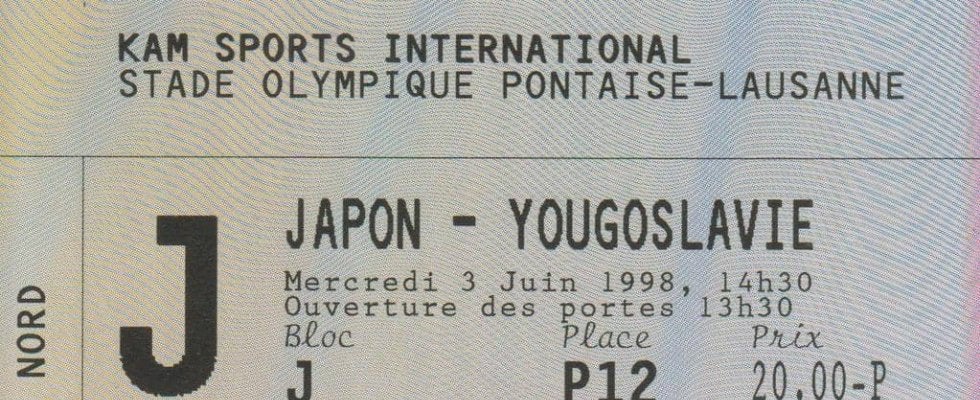 KAM SPORTS INTERNATIONAL
STADE OLYMPIQUE PONTAISE-LAUSANNE
NORD
J
JAPON - YOUGOSLAVIE
Mercredi 3 Juin 1998, 14h30
Ouverture des portes 13h30
Bloc Place Prix
J P12 20.00-P